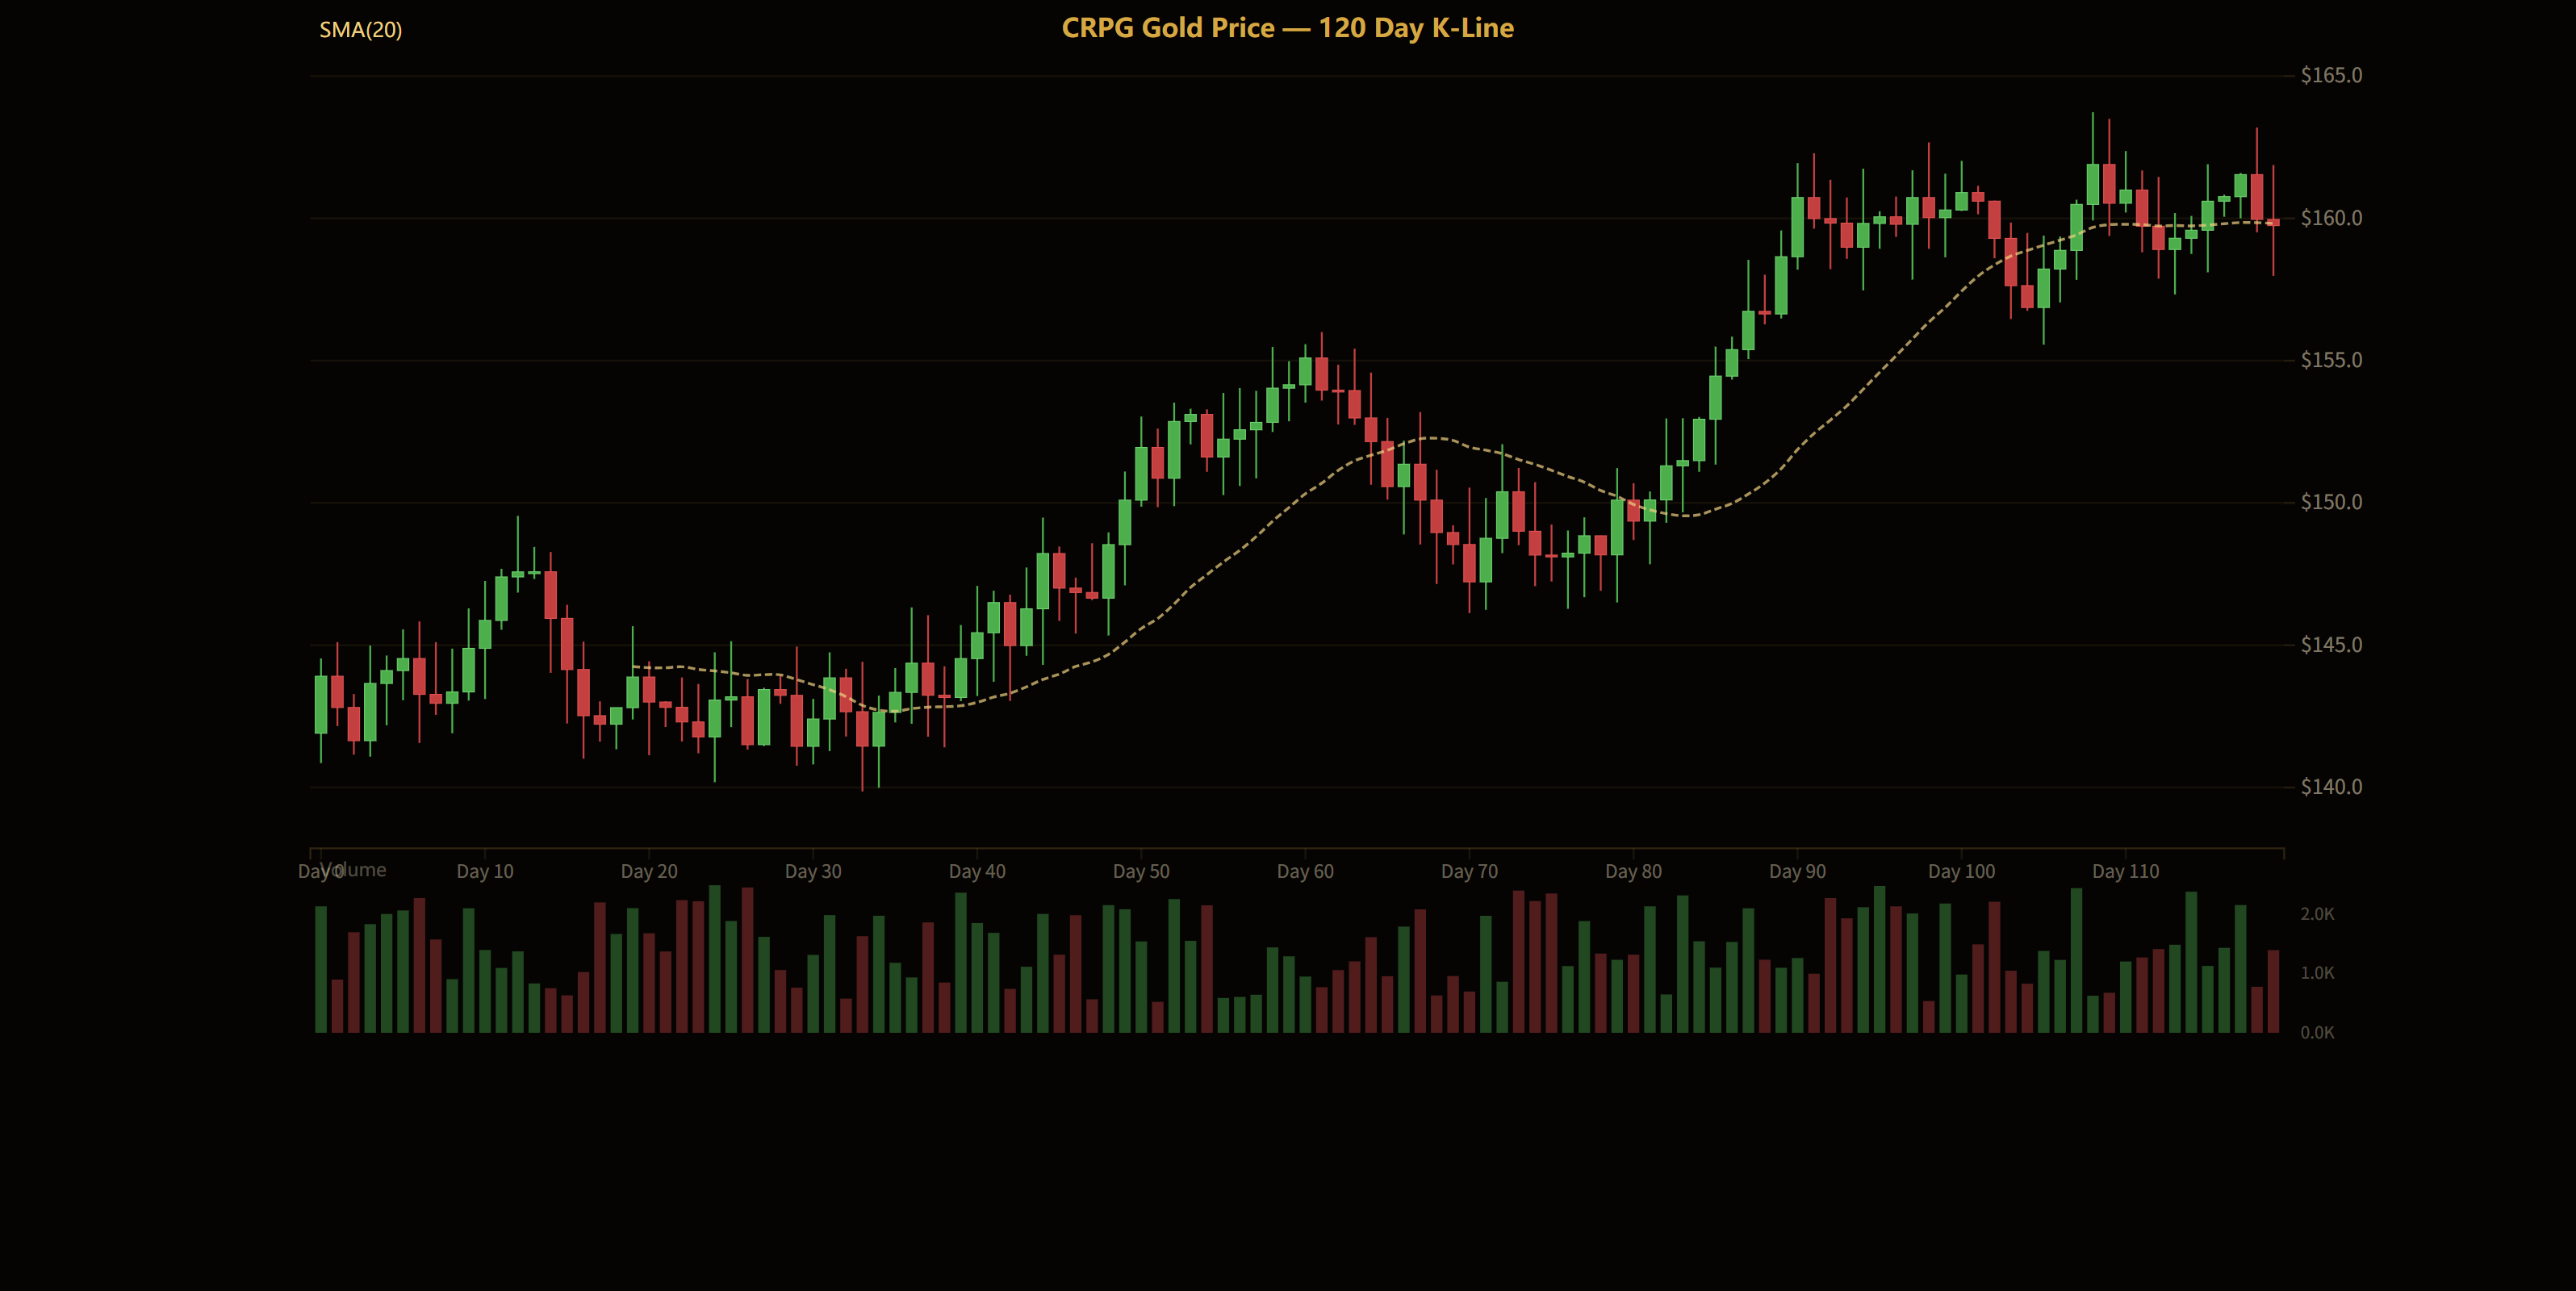 SMA(20)
CRPG Gold Price — 120 Day K-Line
$165.0
$160.0
$155.0
$150.0
$145.0
$140.0
Day 0
Day 10
Day 20
Day 30
Day 40
Day 50
Day 60
Day 70
Day 80
Day 90
Day 100
Day 110
Volume
2.0K
1.0K
0.0K